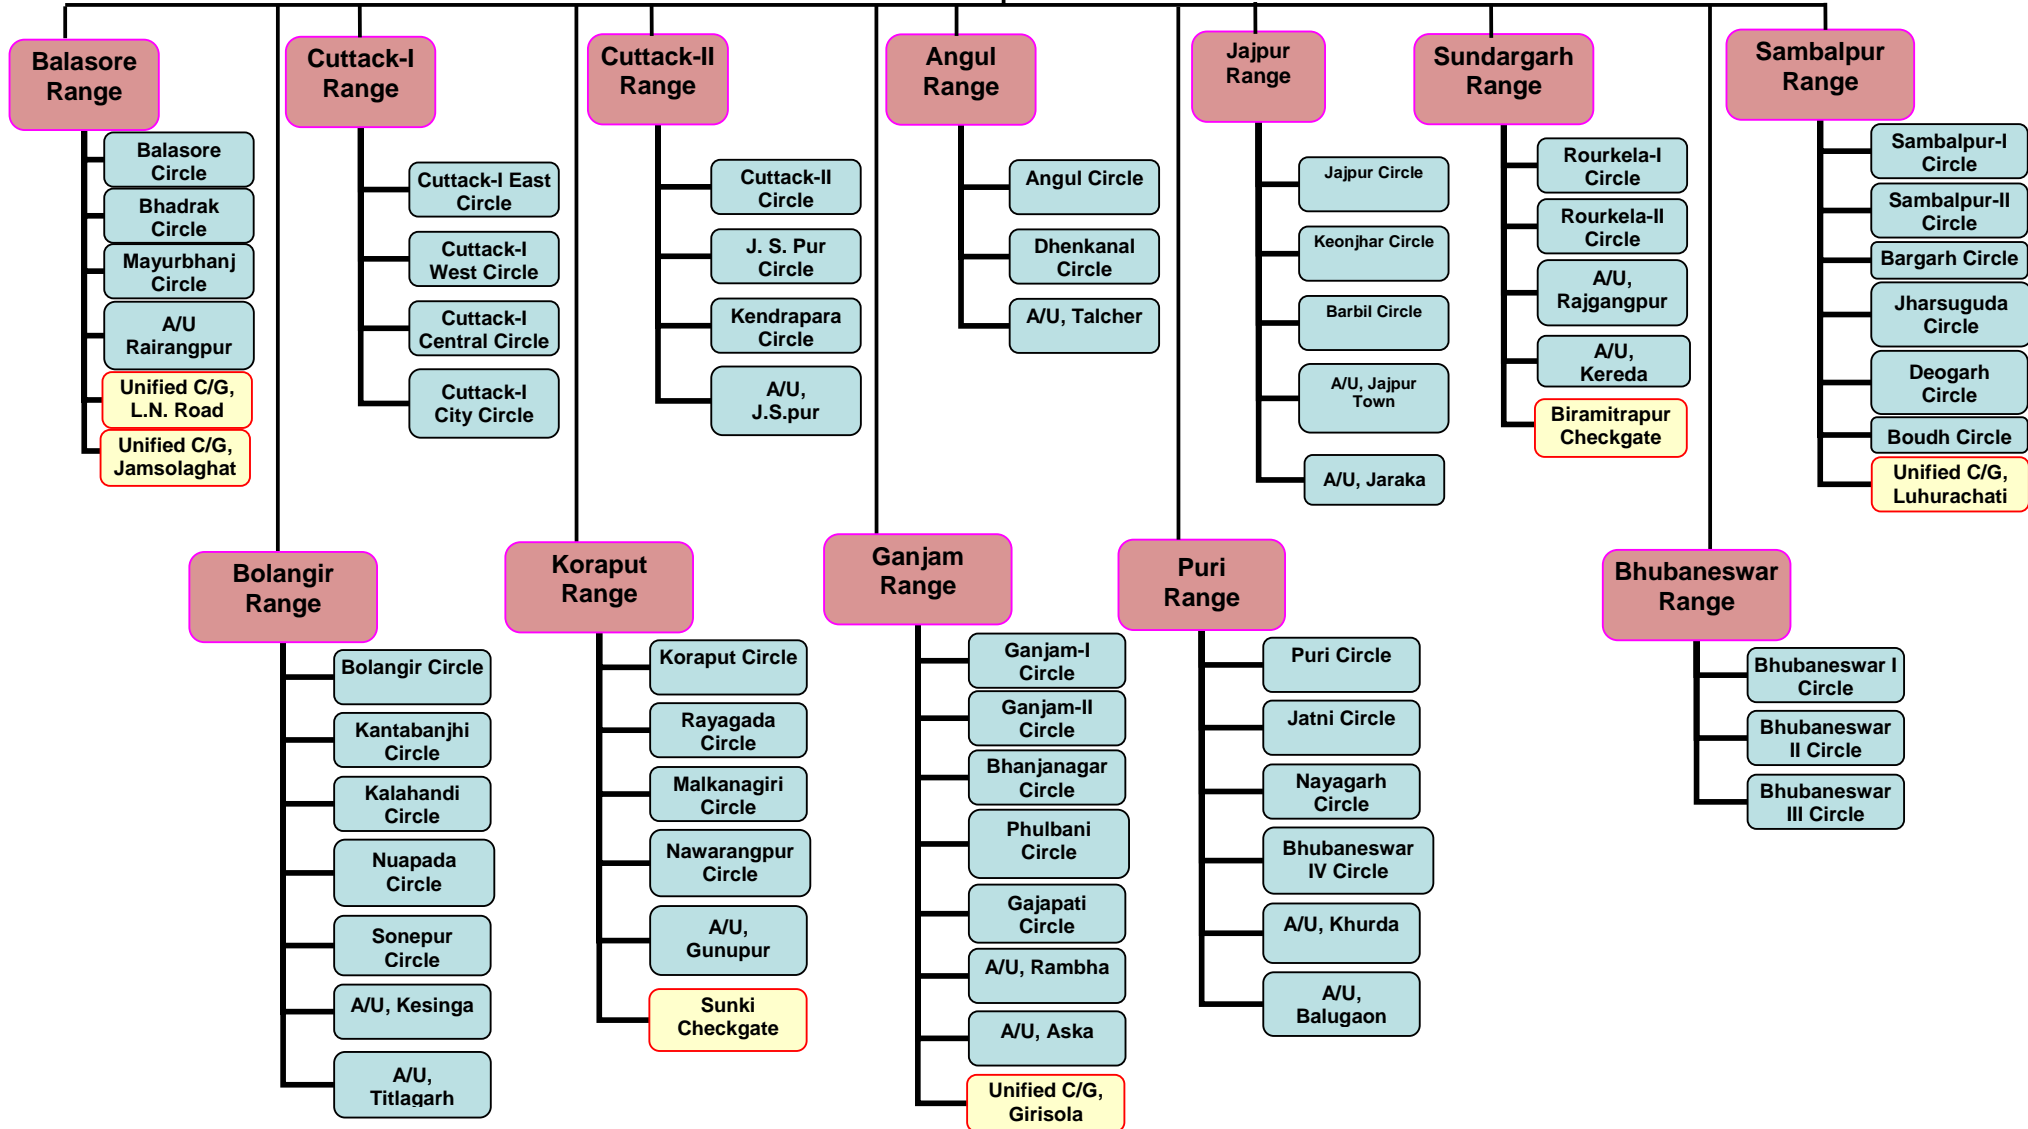 Balasore
Range
Balasore
Circle
Bhadrak
Circle
Mayurbhanj
Circle
A/U
Rairangpur
Unified C/G,
L.N. Road
Unified C/G,
Jamsolaghat
Cuttack-I
Range
Cuttack-I East
Circle
Cuttack-I
West Circle
Cuttack-I
Central Circle
Cuttack-I
City Circle
Cuttack-II
Range
Cuttack-II
Circle
J. S. Pur
Circle
Kendrapara
Circle
A/U,
J.S.pur
Angul
Range
Angul Circle
Dhenkanal
Circle
A/U, Talcher
Jajpur
Range
Jajpur Circle
Keonjhar Circle
Barbil Circle
A/U, Jajpur
Town
A/U, Jaraka
Sundargarh
Range
Rourkela-I
Circle
Rourkela-II
Circle
A/U,
Rajgangpur
A/U,
Kereda
Biramitrapur
Checkgate
Sambalpur
Range
Sambalpur-I
Circle
Sambalpur-II
Circle
Bargarh Circle
Jharsuguda
Circle
Deogarh
Circle
Boudh Circle
Unified C/G,
Luhurachati
Bolangir
Range
Bolangir Circle
Kantabanjhi
Circle
Kalahandi
Circle
Nuapada
Circle
Sonepur
Circle
A/U, Kesinga
A/U,
Titlagarh
Koraput
Range
Koraput Circle
Rayagada
Circle
Malkanagiri
Circle
Nawarangpur
Circle
A/U,
Gunupur
Sunki
Checkgate
Ganjam
Range
Ganjam-I
Circle
Ganjam-II
Circle
Bhanjanagar
Circle
Phulbani
Circle
Gajapati
Circle
A/U, Rambha
A/U, Aska
Unified C/G,
Girisola
Puri
Range
Puri Circle
Jatni Circle
Nayagarh
Circle
Bhubaneswar
IV Circle
A/U, Khurda
A/U,
Balugaon
Bhubaneswar
Range
Bhubaneswar I
Circle
Bhubaneswar
II Circle
Bhubaneswar
III Circle